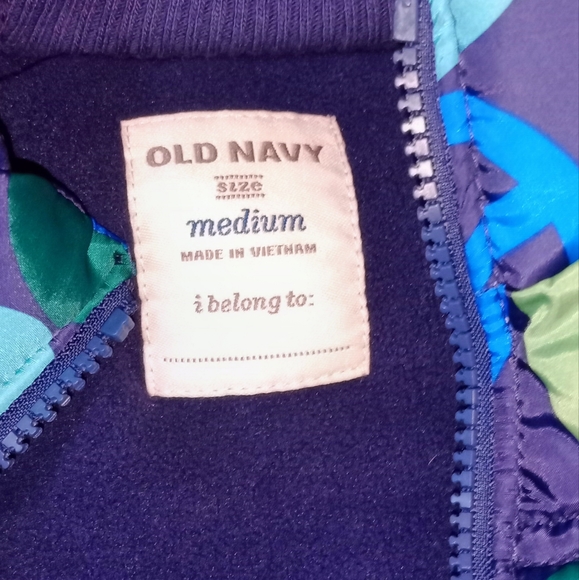 OLD NAVY
size
medium
MADE IN VIETNAM
i belong to: